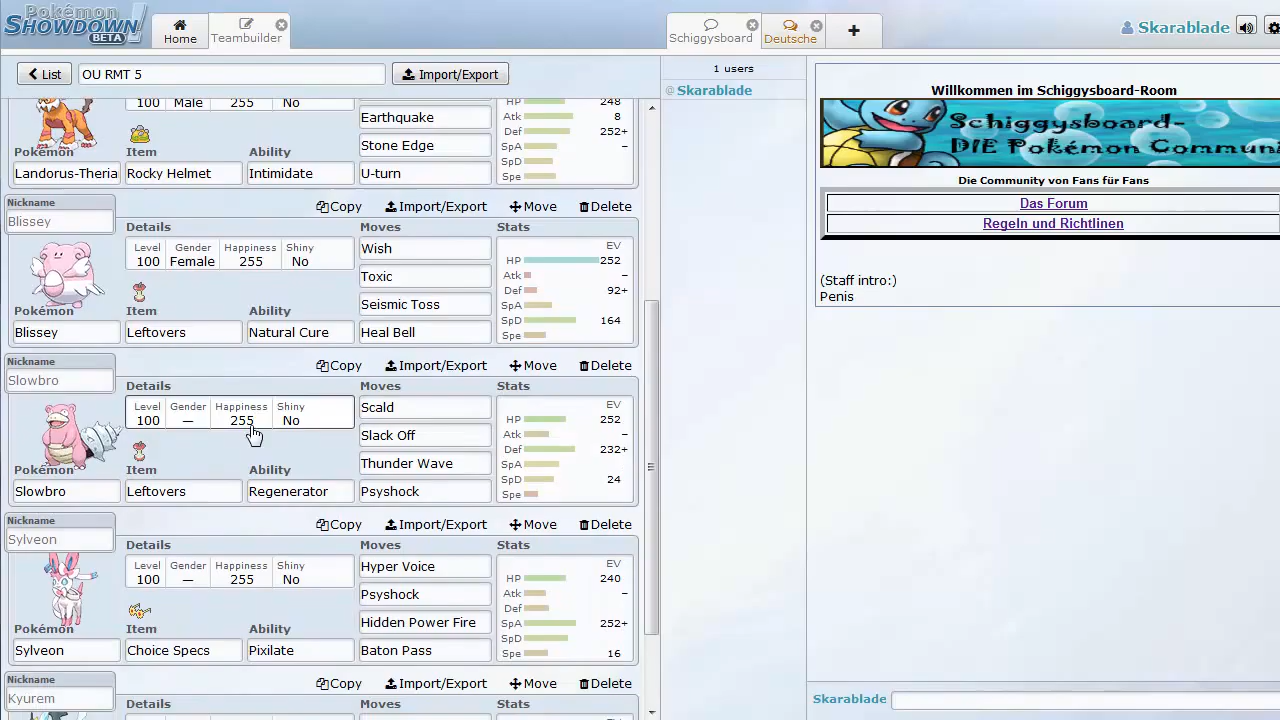 Pokémon
SHOWDOWN!
BETA
Home
Teambuilder
Schiggysboard
Deutsche
Skarablade
List
OU RMT 5
Import/Export
1 users
@ Skarablade
100 Male 255 No
Pokémon Item Ability
Landorus-Theria Rocky Helmet Intimidate
Earthquake
Stone Edge
U-turn
HP 248
Atk 8
Def 252+
SpA –
SpD
Spe
Nickname
Blissey
Copy Import/Export Move Delete
Details Moves Stats
Level Gender Happiness Shiny
100 Female 255 No
Pokémon Item Ability
Blissey Leftovers Natural Cure
Wish
Toxic
Seismic Toss
Heal Bell
EV
HP 252
Atk –
Def 92+
SpA
SpD 164
Spe
Nickname
Slowbro
Copy Import/Export Move Delete
Details Moves Stats
Level Gender Happiness Shiny
100 — 255 No
Pokémon Item Ability
Slowbro Leftovers Regenerator
Scald
Slack Off
Thunder Wave
Psyshock
EV
HP 252
Atk –
Def 232+
SpA
SpD 24
Spe
Nickname
Sylveon
Copy Import/Export Move Delete
Details Moves Stats
Level Gender Happiness Shiny
100 — 255 No
Pokémon Item Ability
Sylveon Choice Specs Pixilate
Hyper Voice
Psyshock
Hidden Power Fire
Baton Pass
EV
HP 240
Atk –
Def
SpA 252+
SpD
Spe 16
Nickname
Kyurem
Copy Import/Export Move Delete
Details Moves Stats
EV
Willkommen im Schiggysboard-Room
Schiggysboard-
DIE Pokémon Communi
Die Community von Fans für Fans
Das Forum
Regeln und Richtlinen
(Staff intro:)
Penis
Skarablade